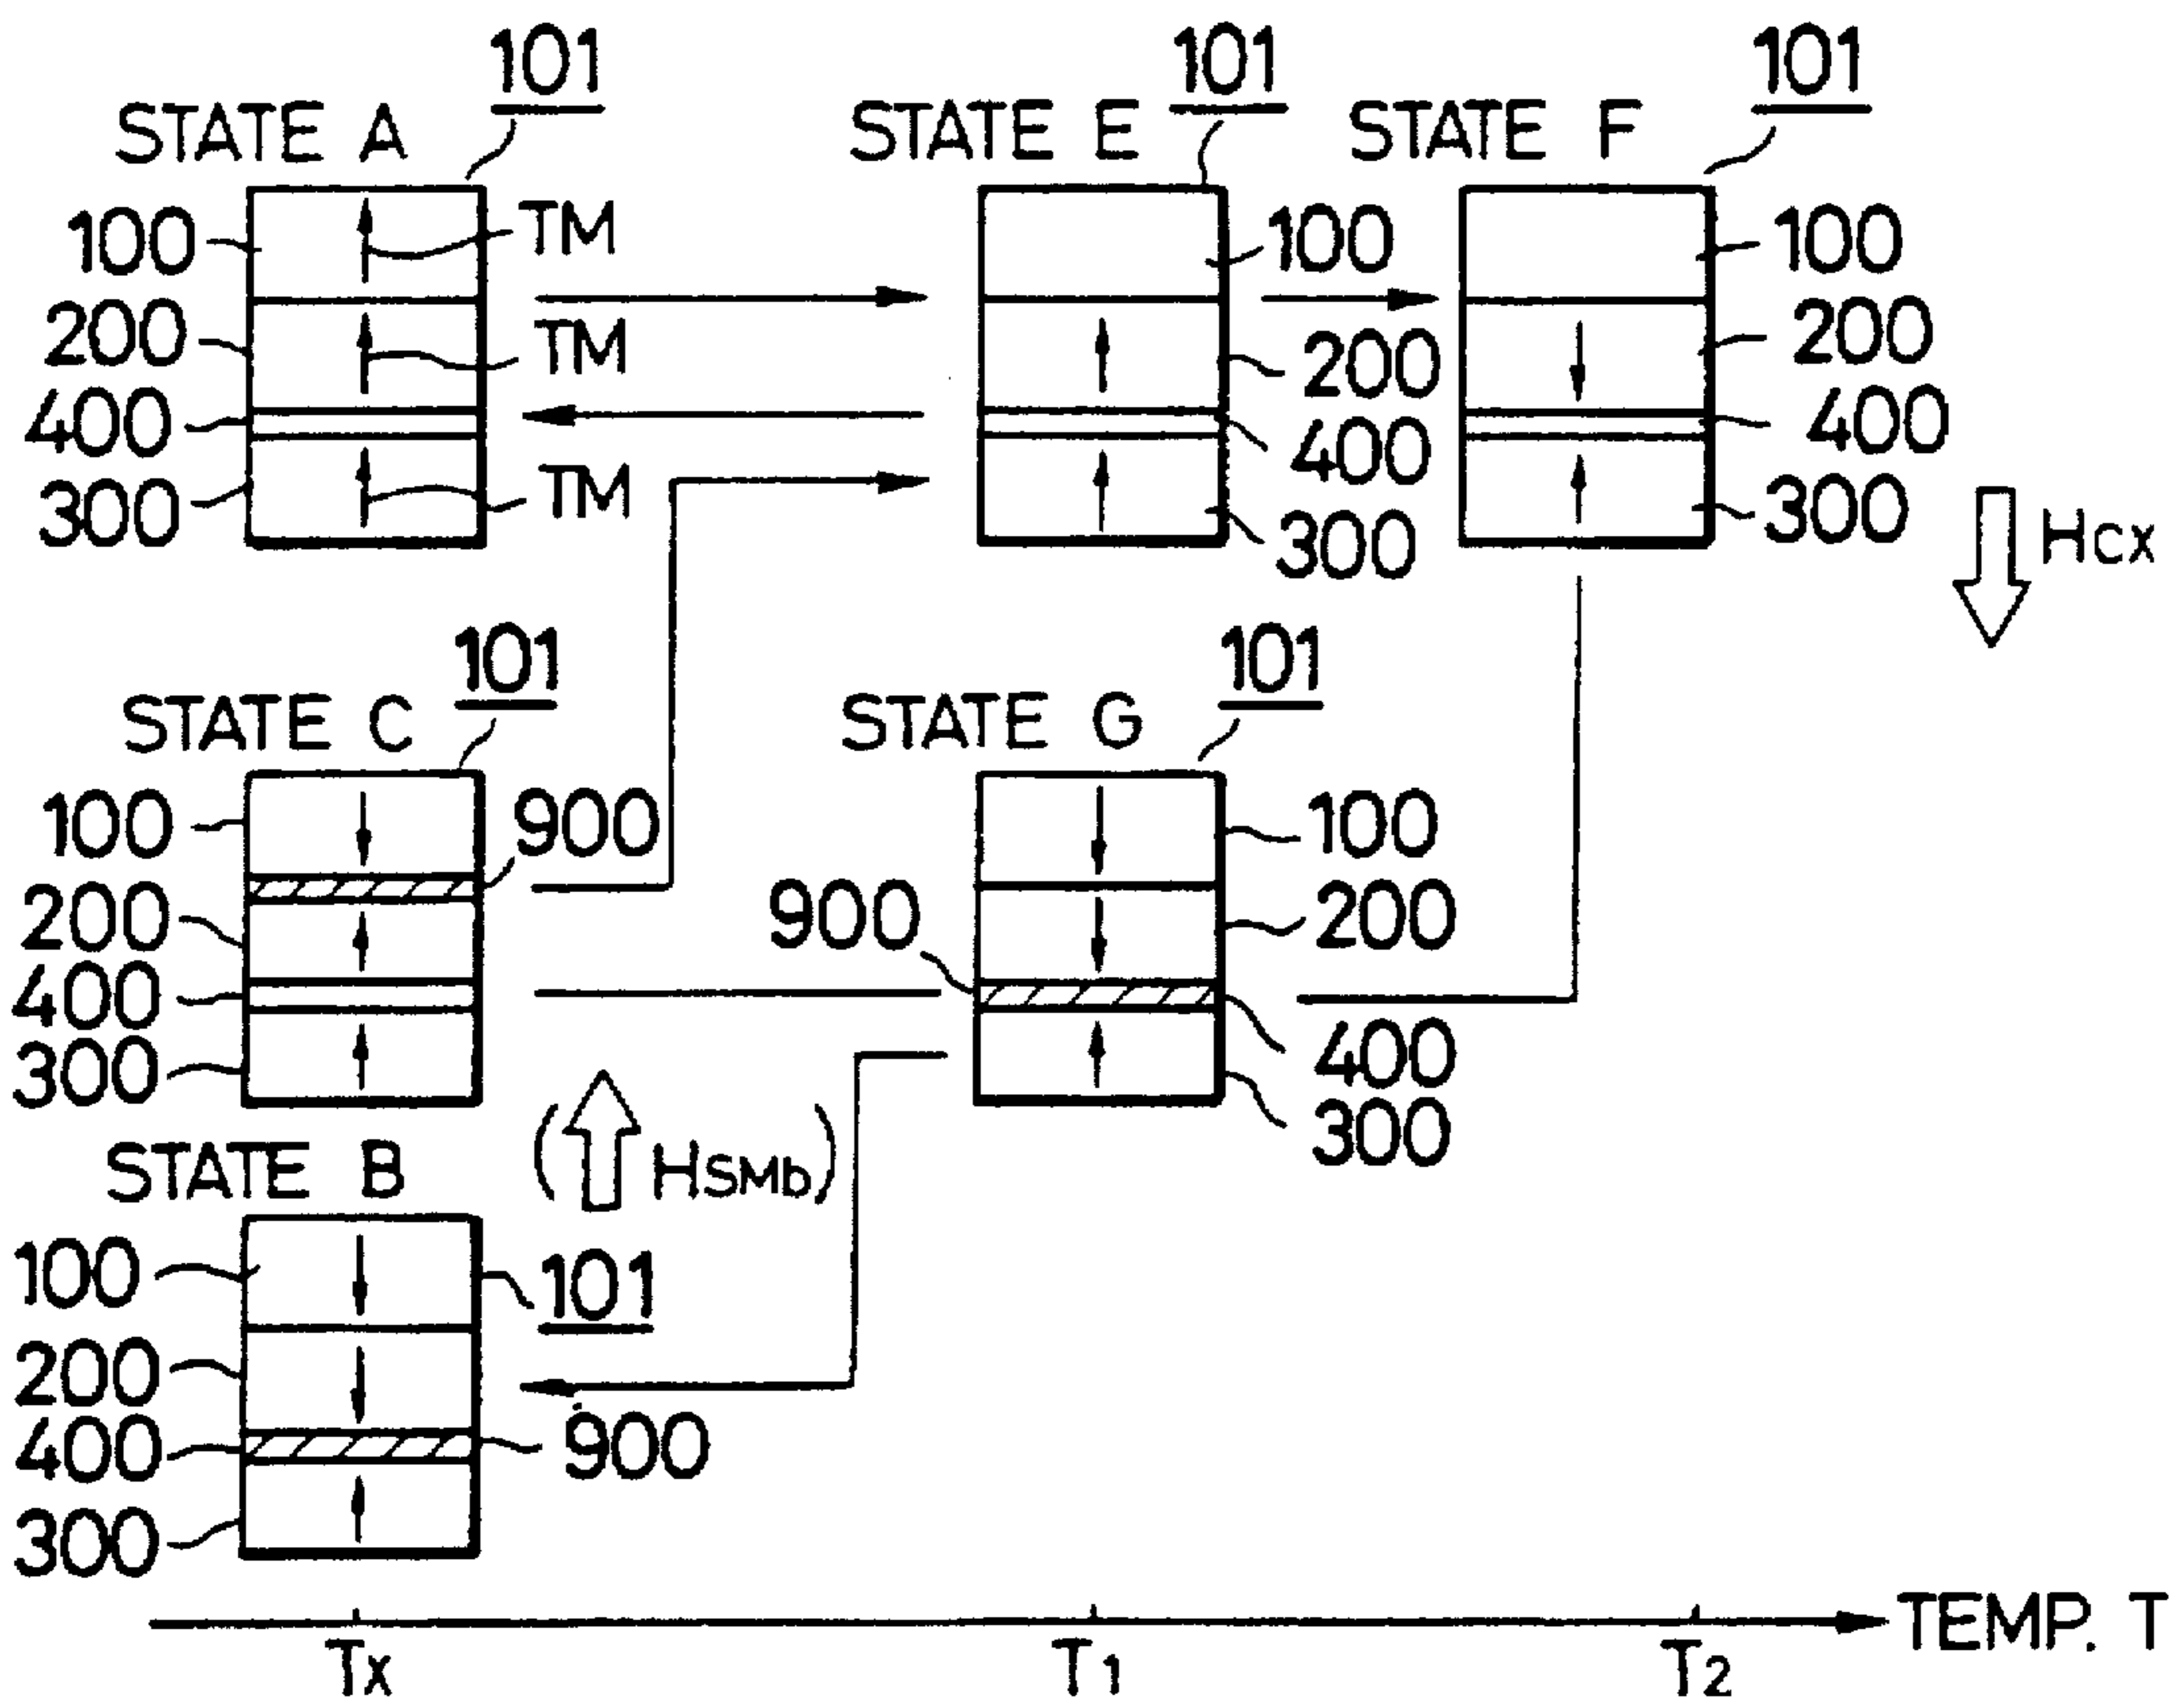 101 101 101
STATE A STATE E STATE F
100 TM 100 100
200 TM 200 200
400 400 400
300 TM 300 300
HCX
101 101
STATE C STATE G
100 900 100
200 900 200
400 400
300 300
(HSMb)
STATE B
100 101
200
400 900
300
TEMP. T
TX T1 T2